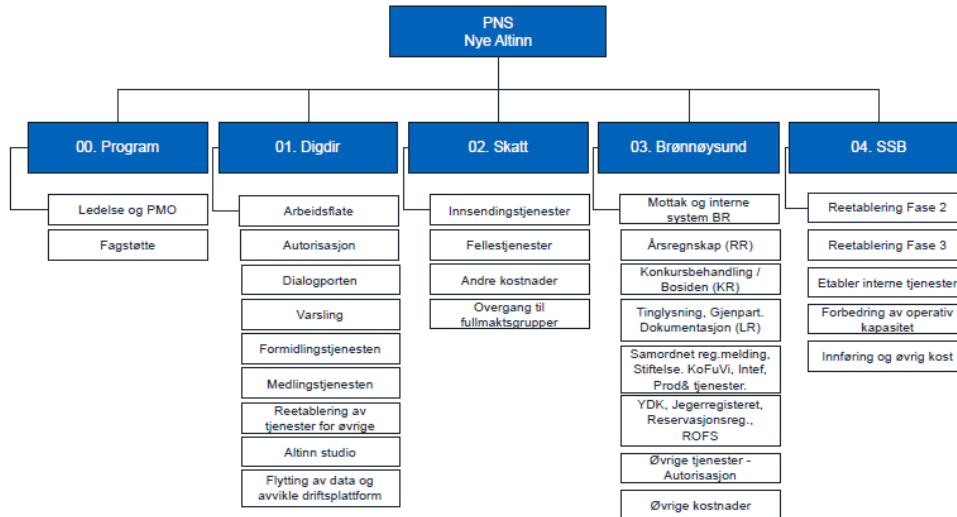 PNS
Nye Altinn
00. Program
Ledelse og PMO
Fagstøtte
01. Digdir
Arbeidsflate
Autorisasjon
Dialogporten
Varsling
Formidlingstjenesten
Medlingstjenesten
Reetablering av
tjenester for øvrige
Altinn studio
Flytting av data og
avvikle driftsplattform
02. Skatt
Innsendingstjenester
Fellestjenester
Andre kostnader
Overgang til
fullmaktsgrupper
03. Brønnøysund
Mottak og interne
system BR
Årsregnskap (RR)
Konkursbehandling /
Bosiden (KR)
Tinglysning, Gjenpart.
Dokumentasjon (LR)
Samordnet reg.melding,
Stiftelse. KoFuVi, Intef,
Prod& tjenester.
YDK, Jegerregisteret,
Reservasjonsreg.,
ROFS
Øvrige tjenester -
Autorisasjon
Øvrige kostnader
04. SSB
Reetablering Fase 2
Reetablering Fase 3
Etabler interne tjenester
Forbedring av operativ
kapasitet
Innføring og øvrig kost